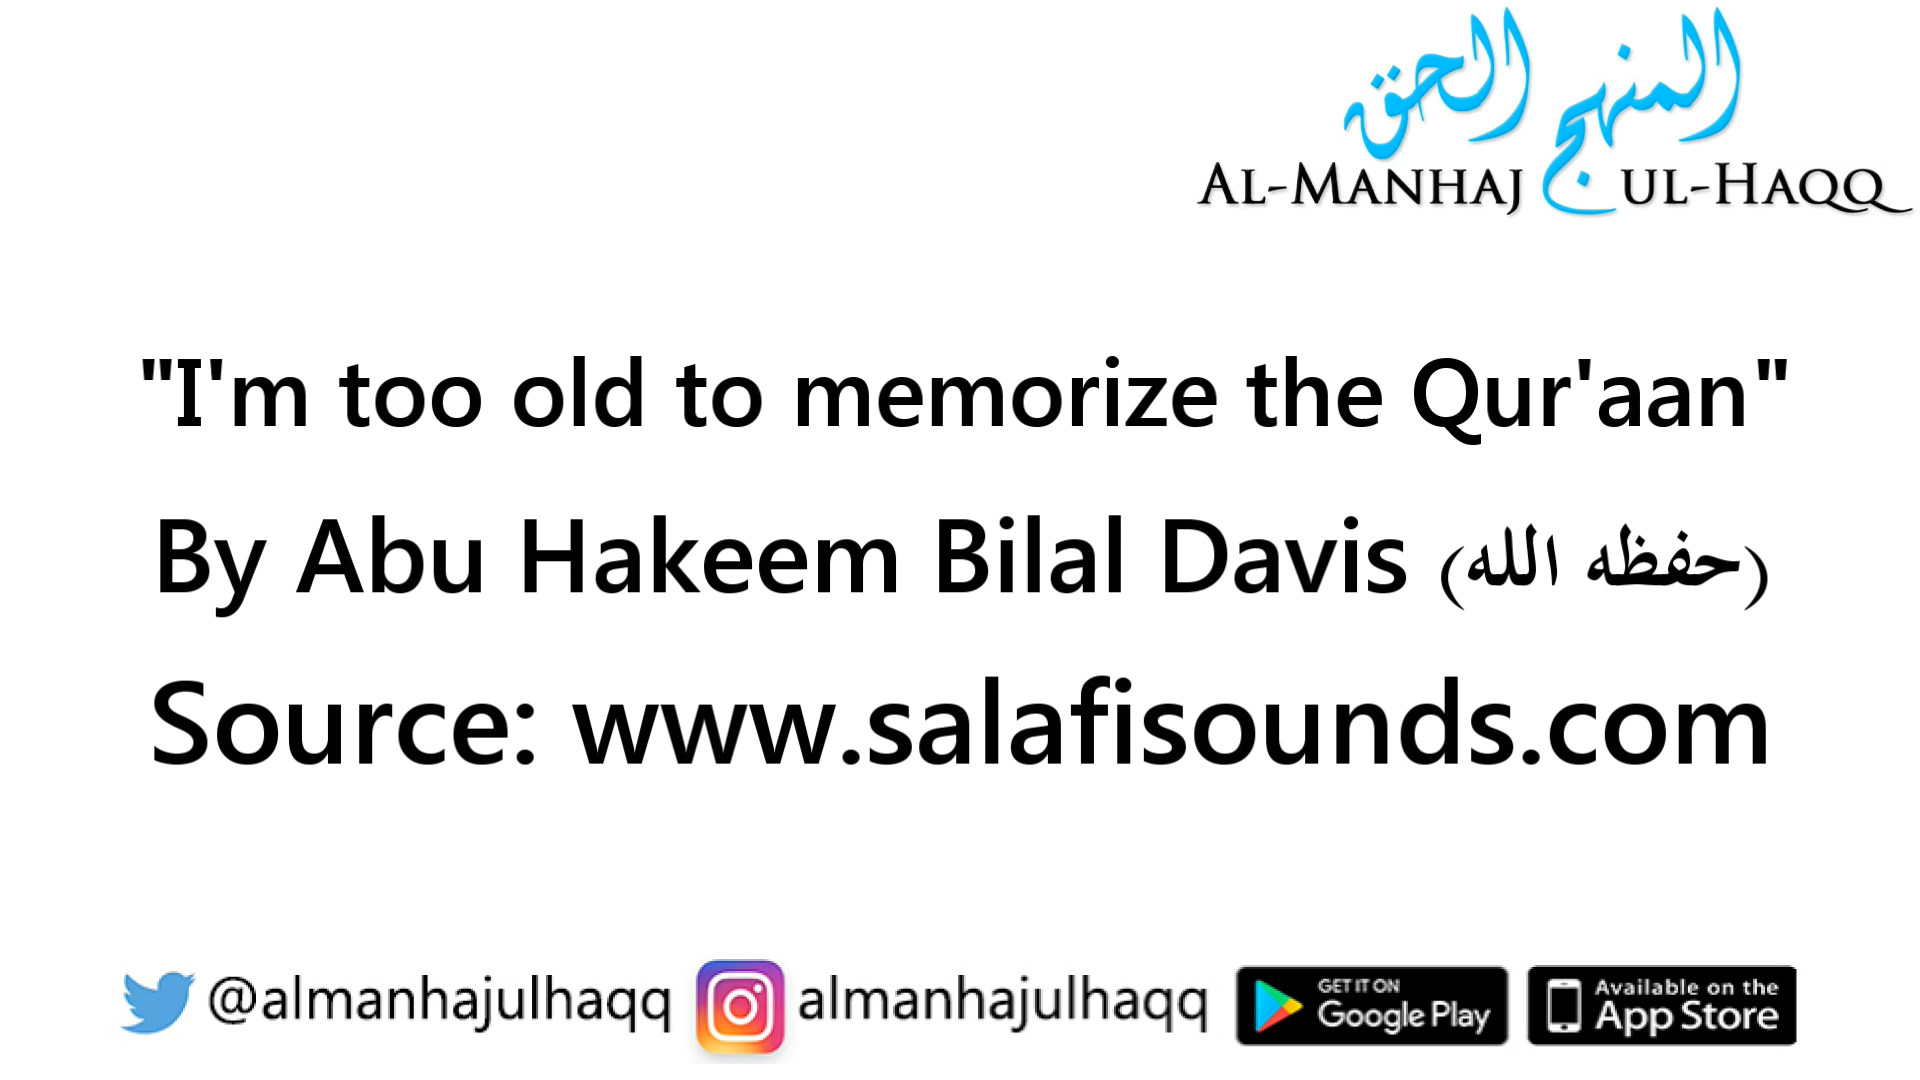 المنهج الحق
AL-MANHAJ UL-HAQQ
"I'm too old to memorize the Qur'aan"
By Abu Hakeem Bilal Davis (حفظه الله)
Source: www.salafisounds.com
@almanhajulhaqq almanhajulhaqq GET IT ON Google Play Available on the App Store